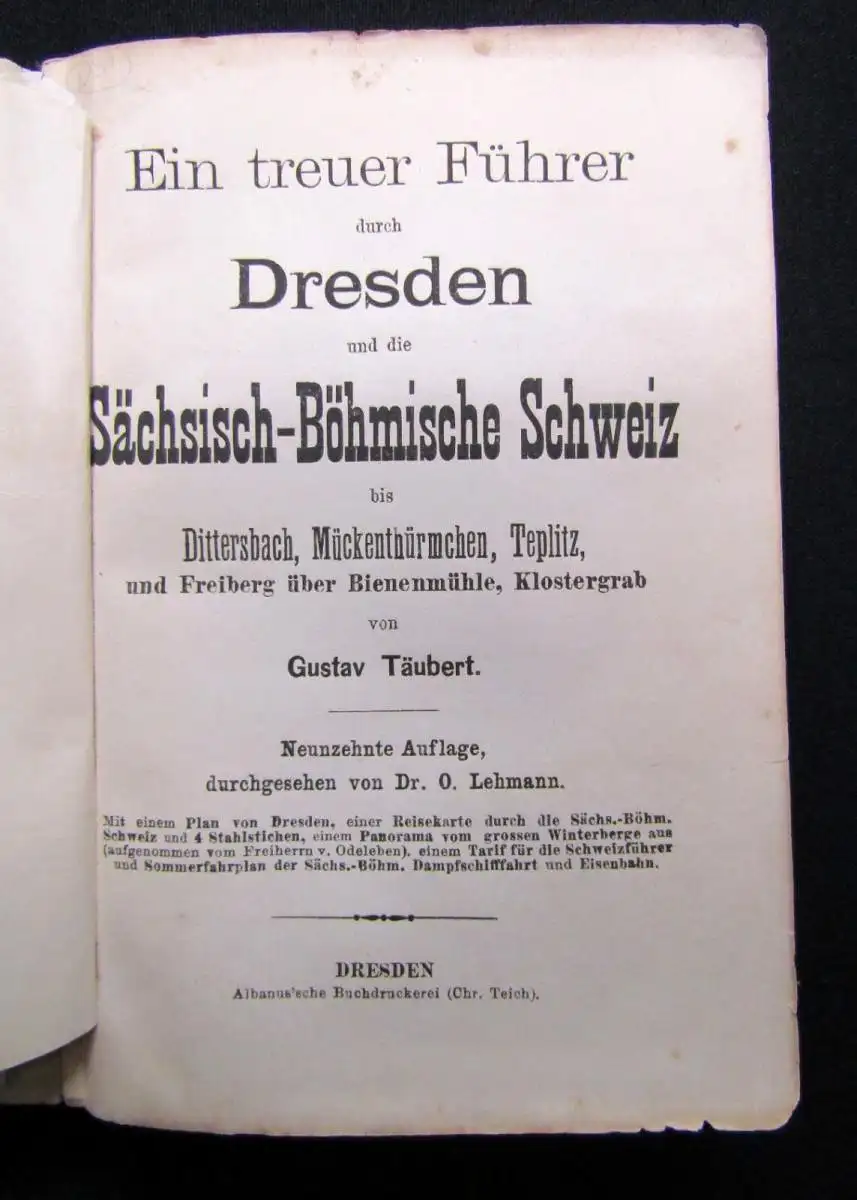 Ein treuer Führer
durch
Dresden
und die
Sächsisch-Böhmische Schweiz
bis
Dittersbach, Mückenthürmchen, Teplitz,
und Freiberg über Bienenmühle, Klostergrab
von
Gustav Täubert.
Neunzehnte Auflage,
durchgesehen von Dr. O. Lehmann.
Mit einem Plan von Dresden, einer Reisekarte durch die Sächs.-Böhm.
Schweiz und 4 Stahlstichen, einem Panorama vom grossen Winterberge aus
(aufgenommen vom Freiherrn v. Odeleben), einem Tarif für die Schweizführer
und Sommerfahrplan der Sächs.-Böhm. Dampfschifffahrt und Eisenbahn.
DRESDEN
Albanus'sche Buchdruckerei (Chr. Teich).